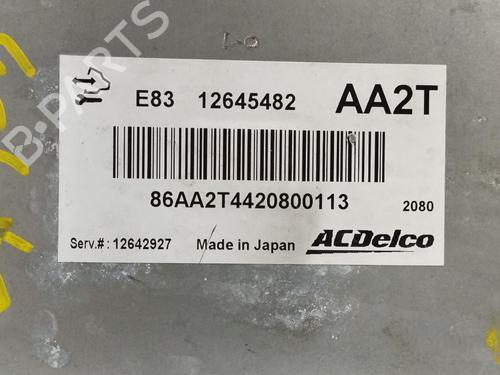 B-PARTS
E83 12645482 AA2T
86AA2T4420800113
2080
Serv.#: 12642927 Made in Japan ACDelco